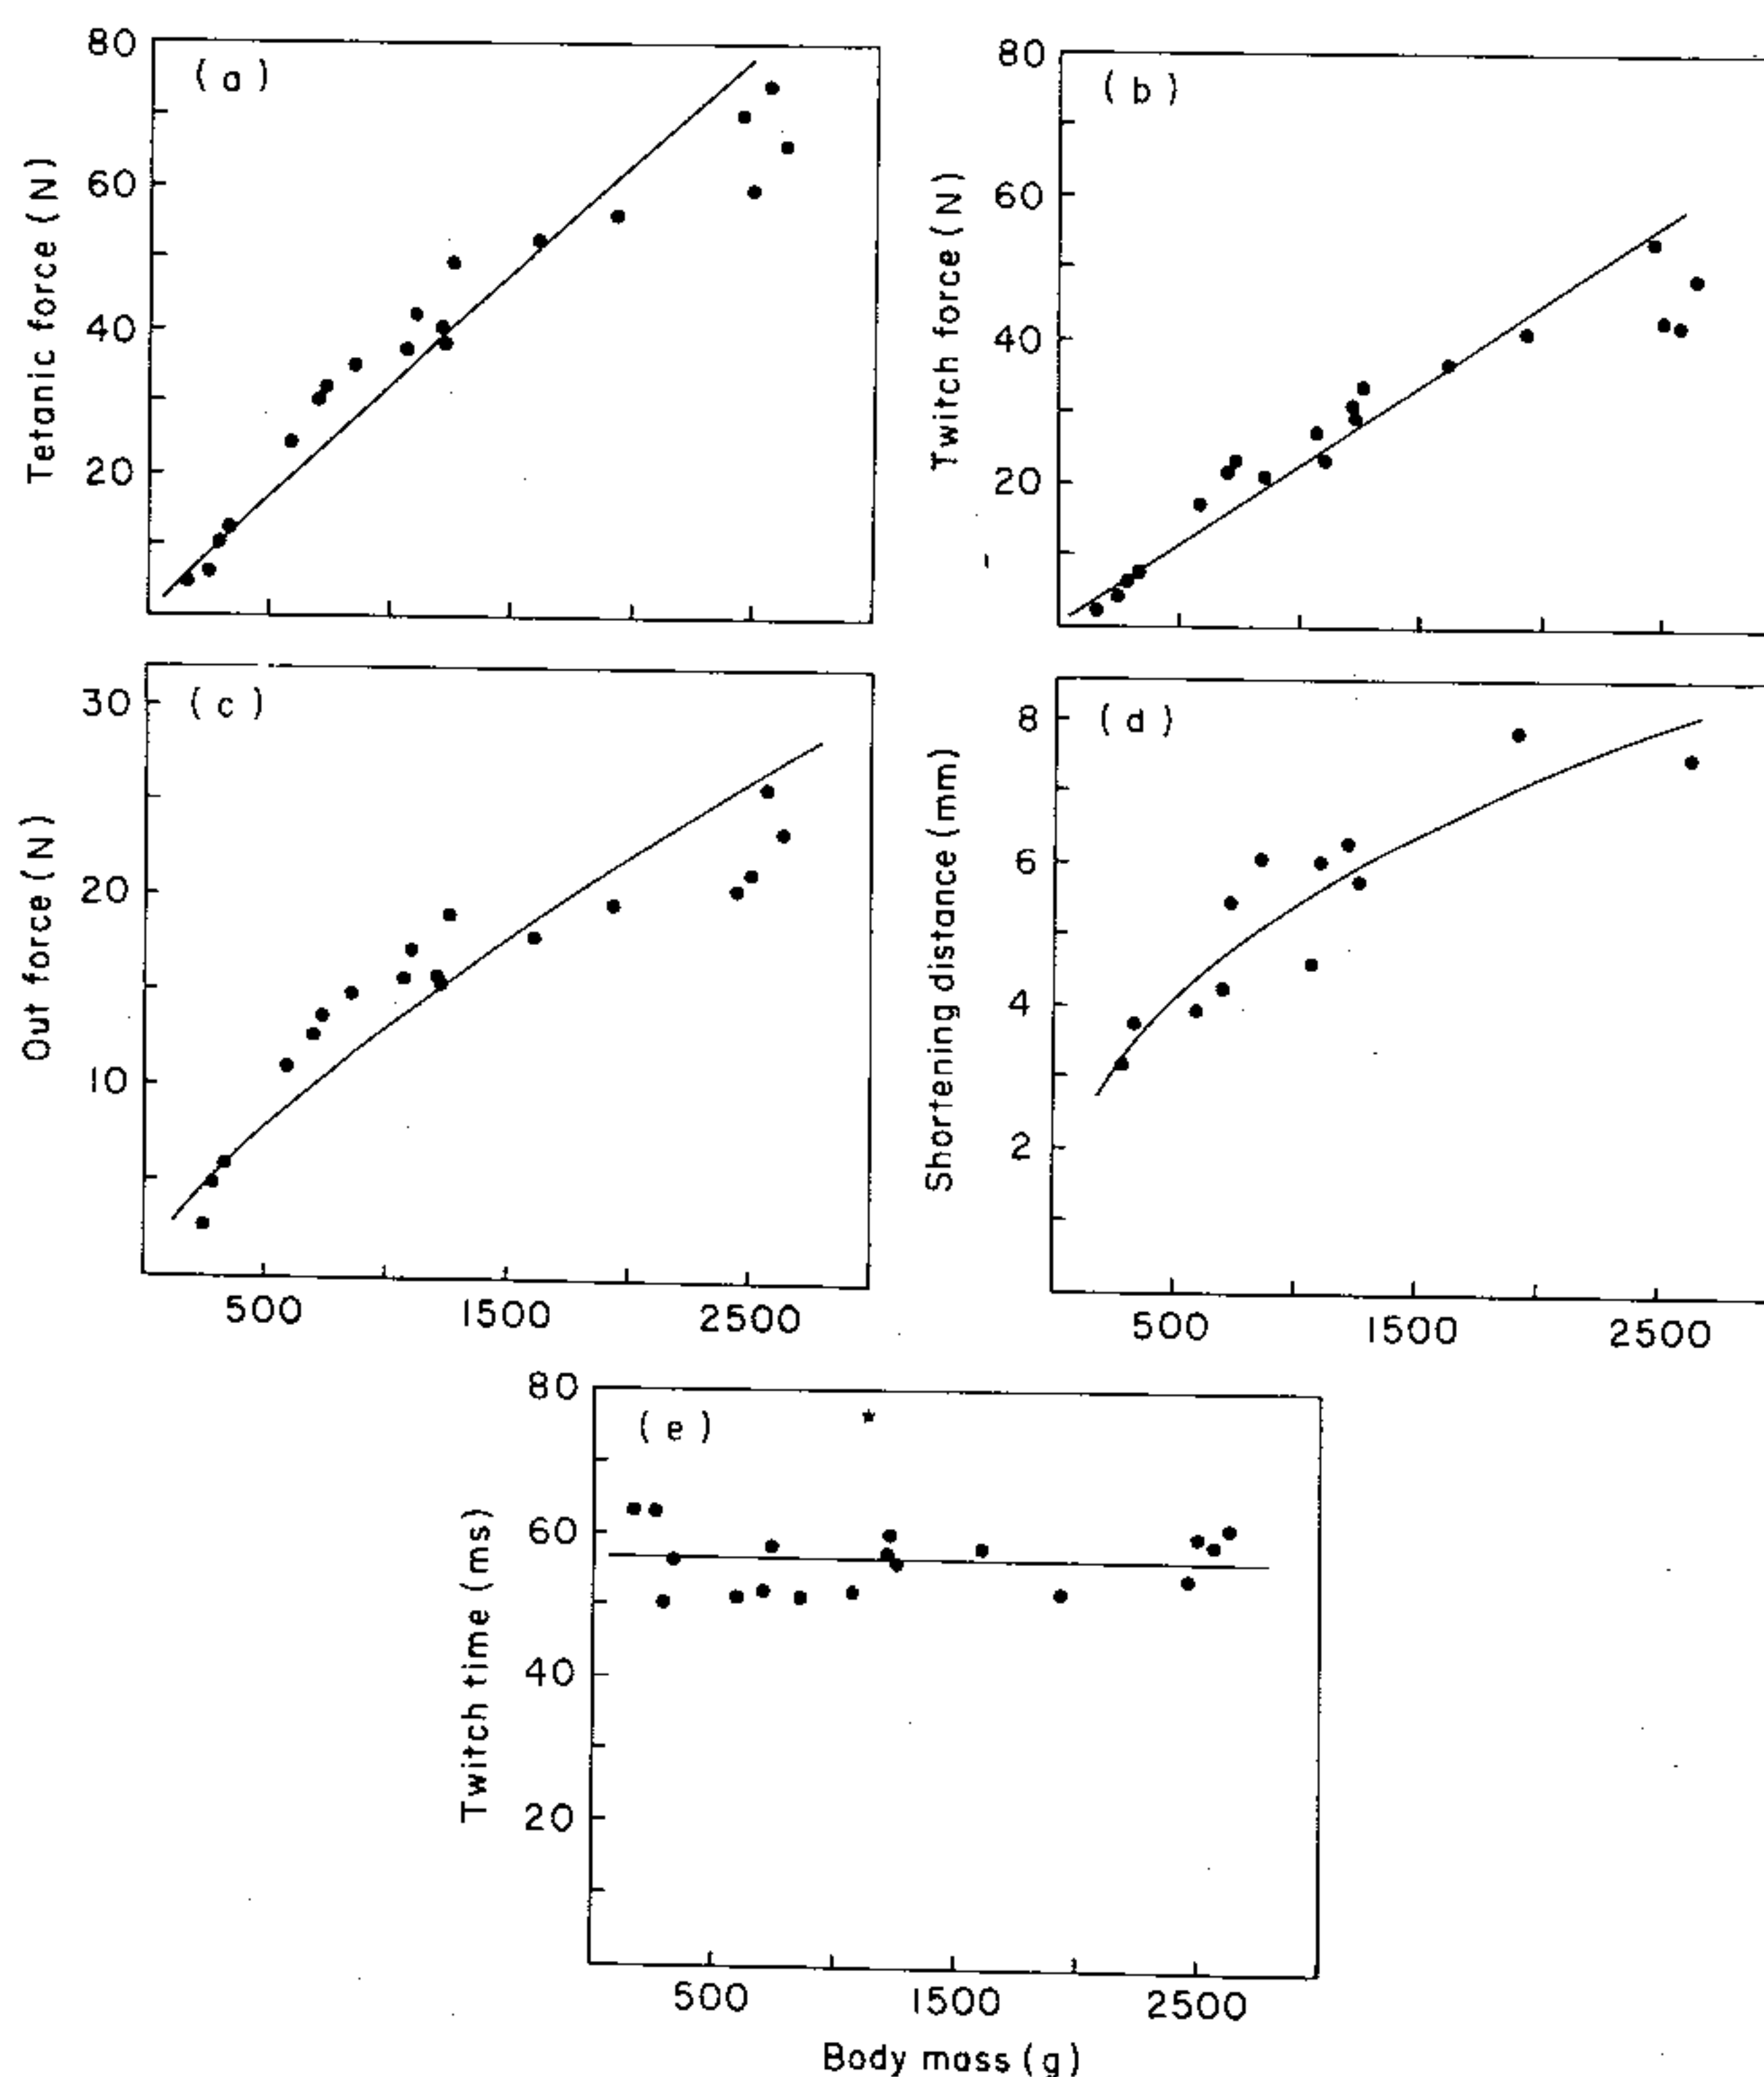 (a)
80
60
40
20
Tetanic force (N)
(b)
80
60
40
20
Twitch force (N)
(c)
30
20
10
Out force (N)
500 1500 2500
(d)
8
6
4
2
Shortening distance (mm)
500 1500 2500
(e)
80
60
40
20
Twitch time (ms)
500 1500 2500
Body mass (g)